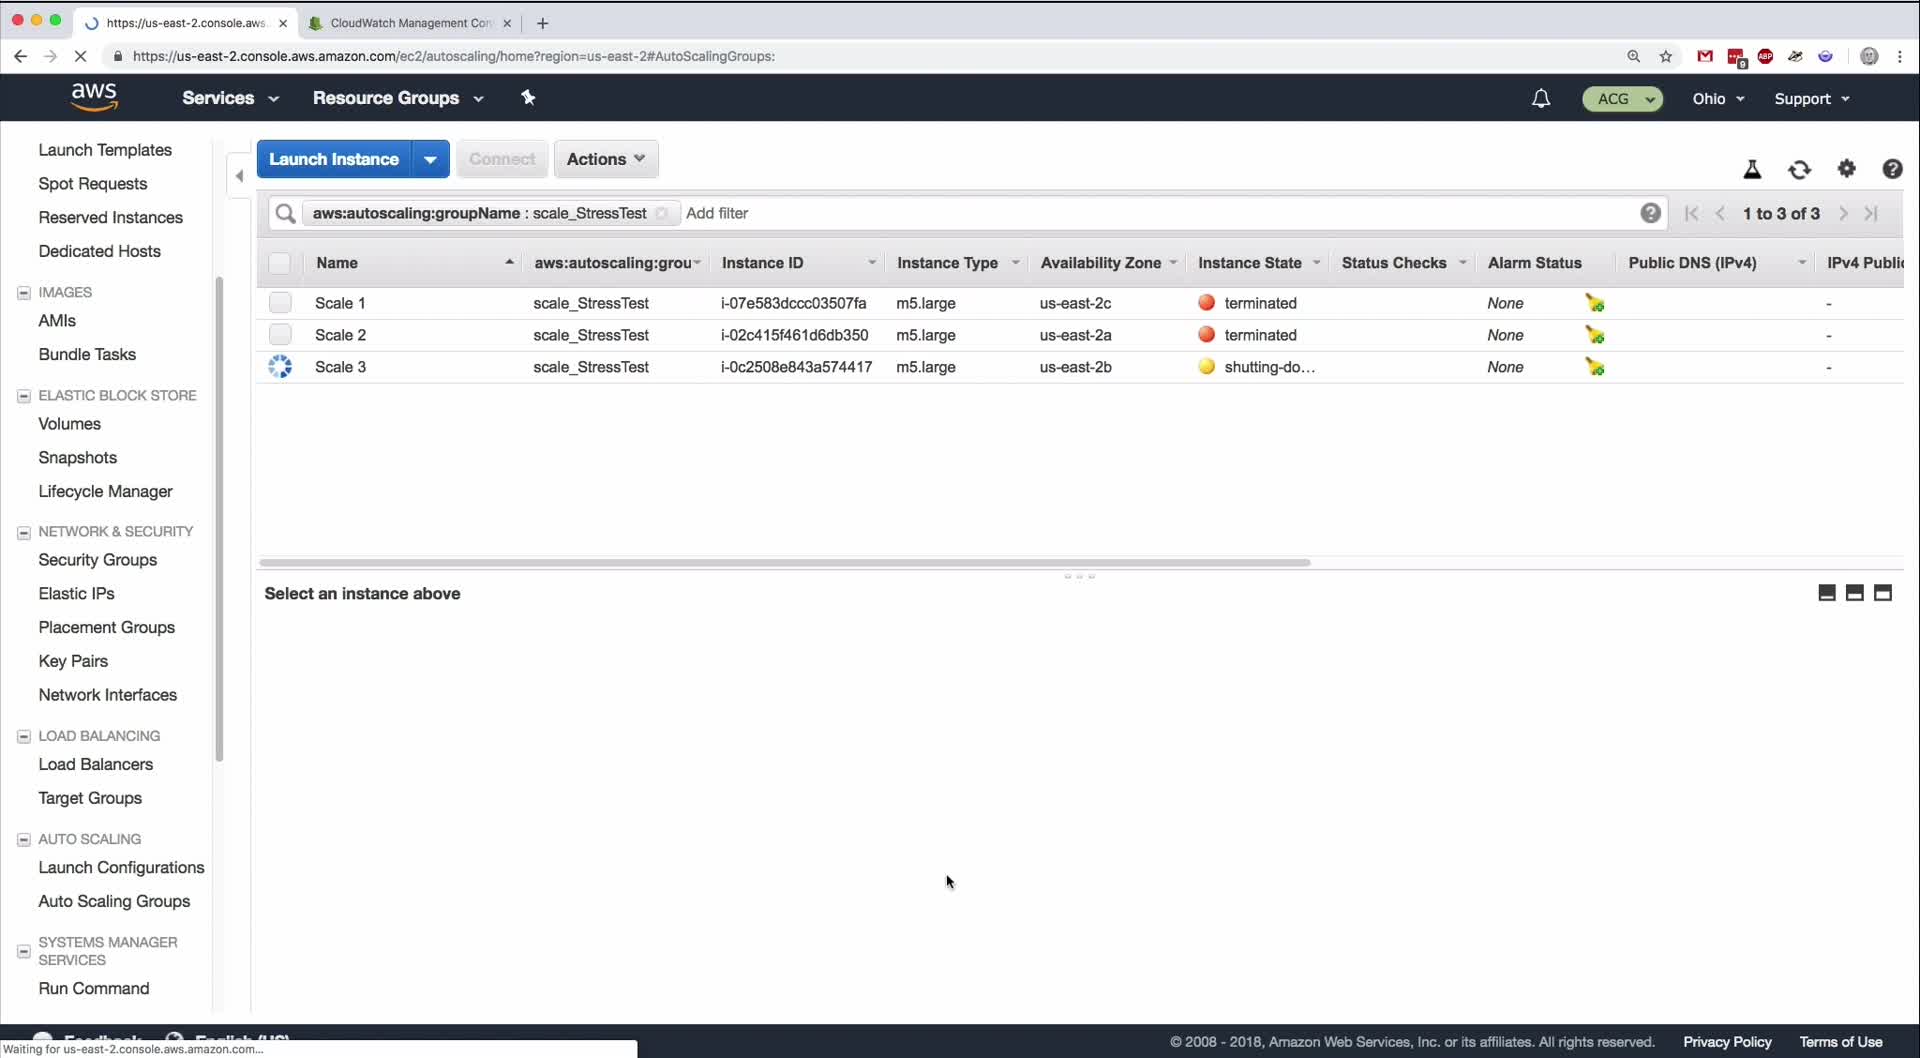 https://us-east-2.console.aws
CloudWatch Management Con
https://us-east-2.console.aws.amazon.com/ec2/autoscaling/home?region=us-east-2#AutoScalingGroups:
ABP
9
aws
Services
Resource Groups
ACG
Ohio
Support
Launch Templates
Spot Requests
Reserved Instances
Dedicated Hosts
IMAGES
AMIs
Bundle Tasks
ELASTIC BLOCK STORE
Volumes
Snapshots
Lifecycle Manager
NETWORK & SECURITY
Security Groups
Elastic IPs
Placement Groups
Key Pairs
Network Interfaces
LOAD BALANCING
Load Balancers
Target Groups
AUTO SCALING
Launch Configurations
Auto Scaling Groups
SYSTEMS MANAGER
SERVICES
Run Command
Launch Instance
Connect
Actions
aws:autoscaling:groupName : scale_StressTest
Add filter
1 to 3 of 3
Name aws:autoscaling:grou Instance ID Instance Type Availability Zone Instance State Status Checks Alarm Status Public DNS (IPv4) IPv4 Public
Scale 1 scale_StressTest i-07e583dccc03507fa m5.large us-east-2c terminated None -
Scale 2 scale_StressTest i-02c415f461d6db350 m5.large us-east-2a terminated None -
Scale 3 scale_StressTest i-0c2508e843a574417 m5.large us-east-2b shutting-do... None -
Select an instance above
Feedback
English (US)
Waiting for us-east-2.console.aws.amazon.com...
© 2008 - 2018, Amazon Web Services, Inc. or its affiliates. All rights reserved.
Privacy Policy
Terms of Use